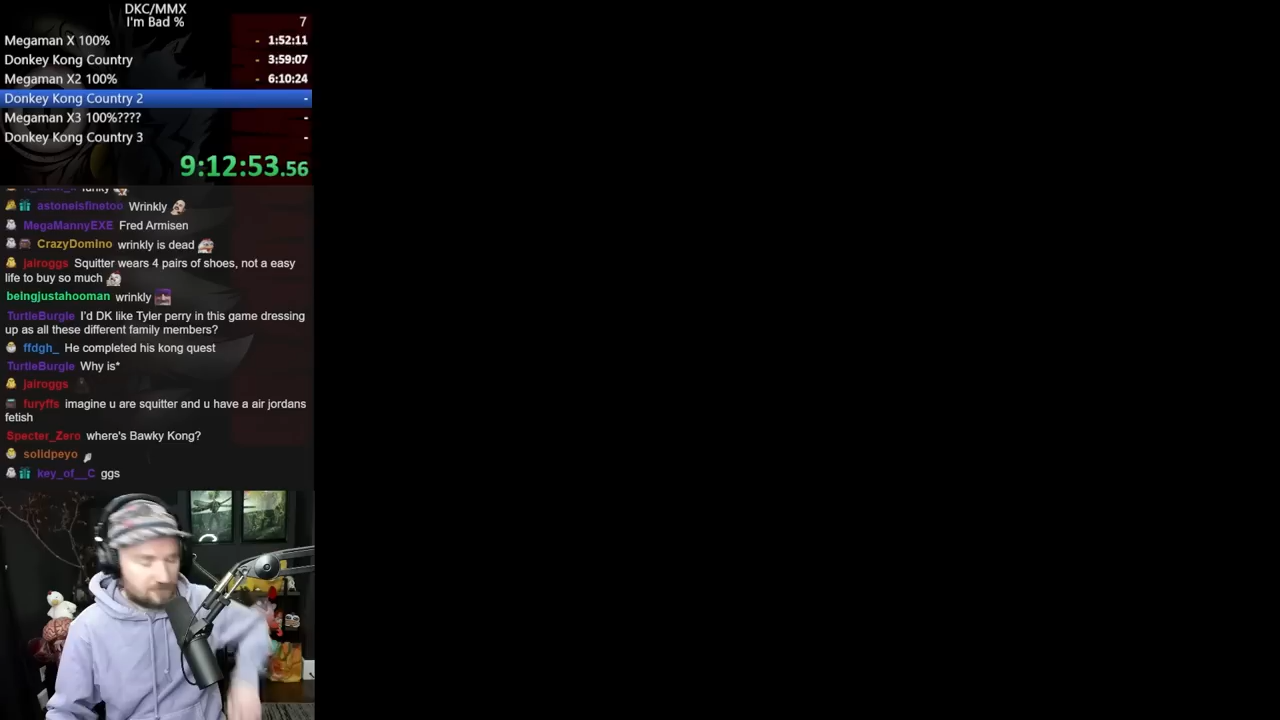 DKC/MMX
I'm Bad %
7
Megaman X 100% - 1:52:11
Donkey Kong Country - 3:59:07
Megaman X2 100% - 6:10:24
Donkey Kong Country 2 -
Megaman X3 100%???? -
Donkey Kong Country 3 -
9:12:53.56
astoneisfinetoo Wrinkly
MegaMannyEXE Fred Armisen
CrazyDomino wrinkly is dead
jairoggs Squitter wears 4 pairs of shoes, not a easy
life to buy so much
beingjustahooman wrinkly
TurtleBurgle I'd DK like Tyler perry in this game dressing
up as all these different family members?
ffdgh_ He completed his kong quest
TurtleBurgle Why is*
jairoggs
furyffs imagine u are squitter and u have a air jordans
fetish
Specter_Zero where's Bawky Kong?
solidpeyo
key_of__C ggs